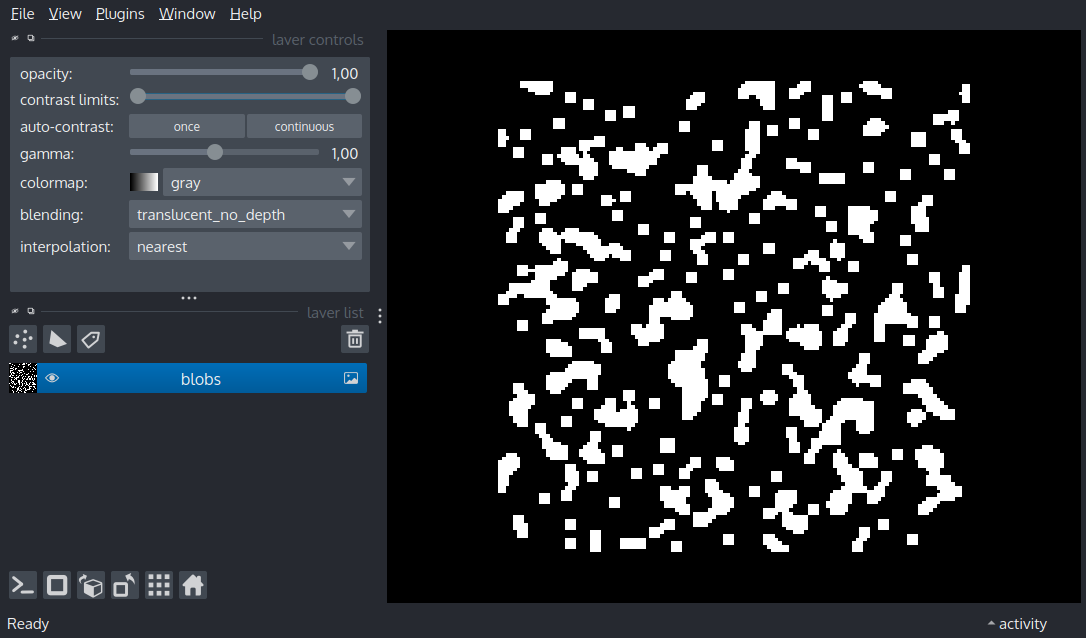 File View Plugins Window Help
layer controls
opacity: 1,00
contrast limits:
auto-contrast: once continuous
gamma: 1,00
colormap: gray
blending: translucent_no_depth
interpolation: nearest
layer list
blobs
Ready
activity